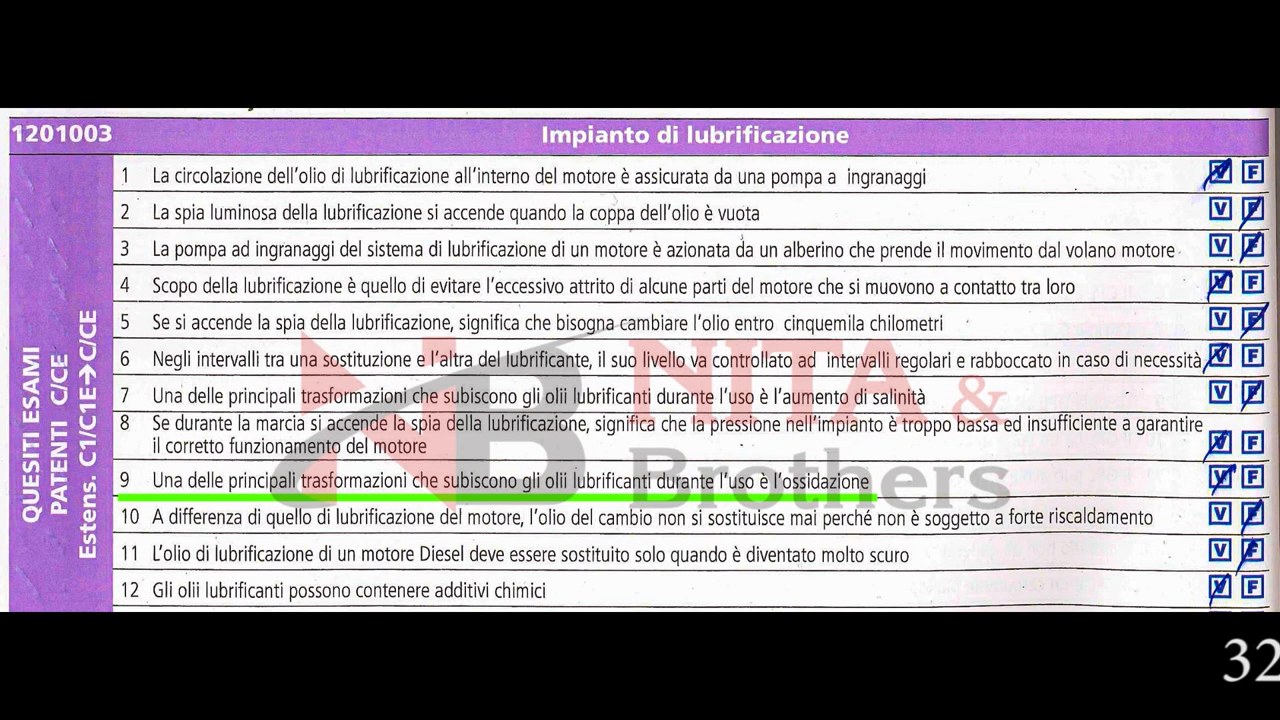 1201003 Impianto di lubrificazione
QUESITI ESAMI
PATENTI C/CE
Estens. C1/C1E→C/CE
1 La circolazione dell'olio di lubrificazione all'interno del motore è assicurata da una pompa a ingranaggi V F
2 La spia luminosa della lubrificazione si accende quando la coppa dell'olio è vuota V F
3 La pompa ad ingranaggi del sistema di lubrificazione di un motore è azionata da un alberino che prende il movimento dal volano motore V F
4 Scopo della lubrificazione è quello di evitare l'eccessivo attrito di alcune parti del motore che si muovono a contatto tra loro V F
5 Se si accende la spia della lubrificazione, significa che bisogna cambiare l'olio entro cinquemila chilometri V F
6 Negli intervalli tra una sostituzione e l'altra del lubrificante, il suo livello va controllato ad intervalli regolari e rabboccato in caso di necessità V F
7 Una delle principali trasformazioni che subiscono gli olii lubrificanti durante l'uso è l'aumento di salinità V F
8 Se durante la marcia si accende la spia della lubrificazione, significa che la pressione nell'impianto è troppo bassa ed insufficiente a garantire
il corretto funzionamento del motore V F
9 Una delle principali trasformazioni che subiscono gli olii lubrificanti durante l'uso è l'ossidazione V F
10 A differenza di quello di lubrificazione del motore, l'olio del cambio non si sostituisce mai perché non è soggetto a forte riscaldamento V F
11 L'olio di lubrificazione di un motore Diesel deve essere sostituito solo quando è diventato molto scuro V F
12 Gli olii lubrificanti possono contenere additivi chimici V F
NB NITA &
Brothers
32